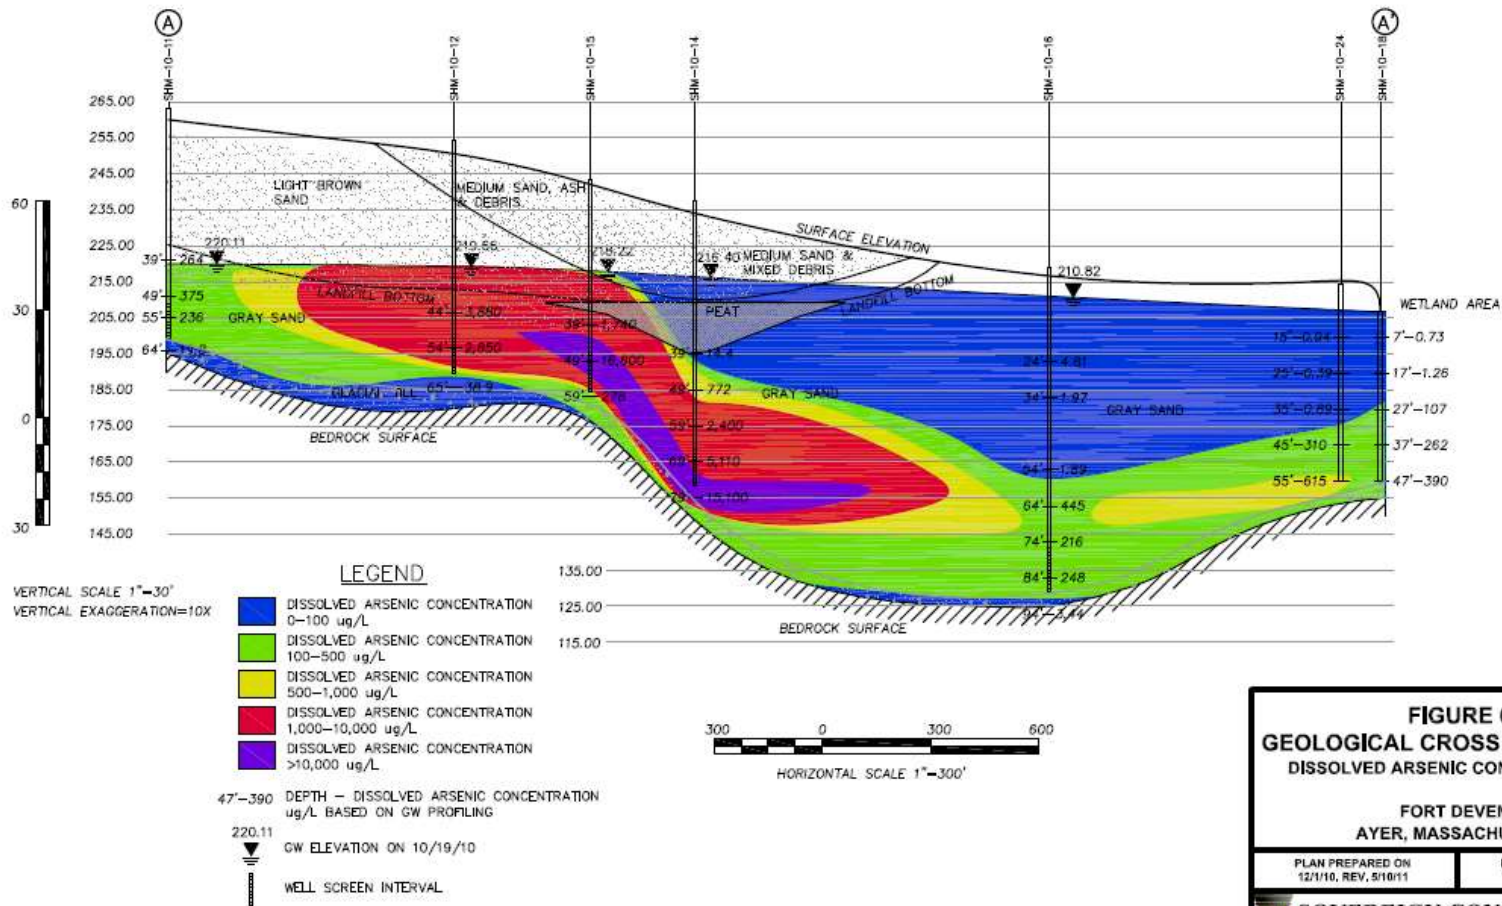 A
A'
SHM-10-11
SHM-10-12
SHM-10-15
SHM-10-14
SHM-10-16
SHM-10-24
SHM-10-18
265.00
255.00
245.00
235.00
225.00
215.00
205.00
195.00
185.00
175.00
165.00
155.00
145.00
135.00
125.00
115.00
60
30
0
30
LIGHT BROWN
SAND
MEDIUM SAND, ASH
& DEBRIS
SURFACE ELEVATION
MEDIUM SAND &
MIXED DEBRIS
LANDFILL BOTTOM
LANDFILL BOTTOM
PEAT
GRAY SAND
GRAY SAND
GRAY SAND
GLACIAL TILL
BEDROCK SURFACE
BEDROCK SURFACE
WETLAND AREA
220.11
218.22
216.40
210.82
39' 264
49' 375
55' 236
64'
44' 3,880
54' 2,850
65' 38.9
39' 1,740
49' 16,800
59' 278
39' 14.4
49' 772
59' 2,400
69' 5,110
79' 15,100
24' 4.81
34' 1.97
54' 1.89
64' 445
74' 216
84' 248
94' 3.44
15'-0.94
25'-0.39
35'-0.89
45'-310
55'-615
7'-0.73
17'-1.26
27'-107
37'-262
47'-390
VERTICAL SCALE 1"=30'
VERTICAL EXAGGERATION=10X
LEGEND
DISSOLVED ARSENIC CONCENTRATION
0-100 ug/L
DISSOLVED ARSENIC CONCENTRATION
100-500 ug/L
DISSOLVED ARSENIC CONCENTRATION
500-1,000 ug/L
DISSOLVED ARSENIC CONCENTRATION
1,000-10,000 ug/L
DISSOLVED ARSENIC CONCENTRATION
>10,000 ug/L
47'-390 DEPTH - DISSOLVED ARSENIC CONCENTRATION
ug/L BASED ON GW PROFILING
220.11
GW ELEVATION ON 10/19/10
WELL SCREEN INTERVAL
300 0 300 600
HORIZONTAL SCALE 1"=300'
FIGURE
GEOLOGICAL CROSS
DISSOLVED ARSENIC CON
FORT DEVEN
AYER, MASSACHU
PLAN PREPARED ON
12/1/10, REV. 5/10/11